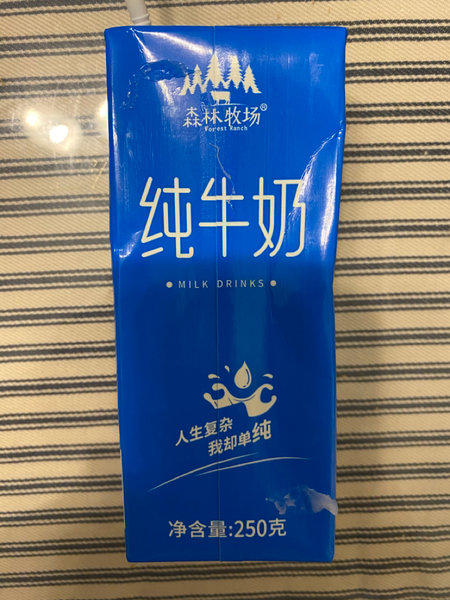 森林牧场®
Forest Ranch
纯牛奶
• MILK DRINKS •
人生复杂
我却单纯
净含量:250克